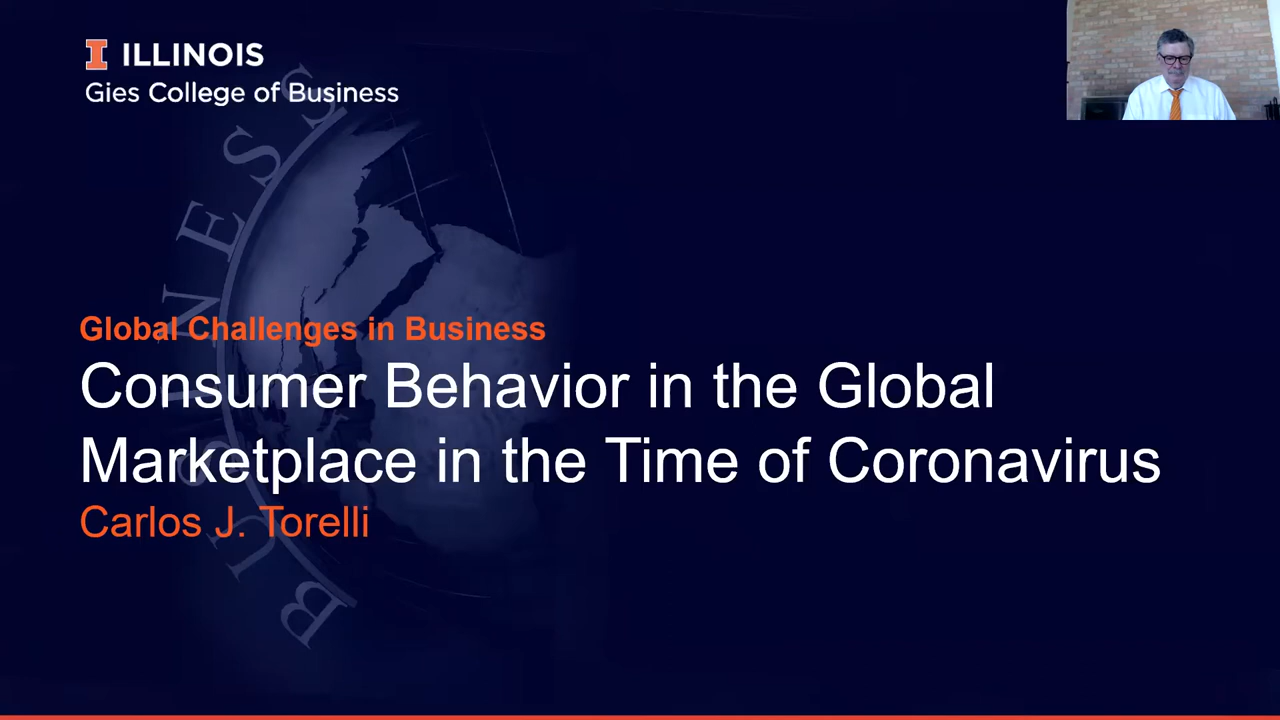 ILLINOIS
Gies College of Business
BUSINESS
Global Challenges in Business
Consumer Behavior in the Global
Marketplace in the Time of Coronavirus
Carlos J. Torelli